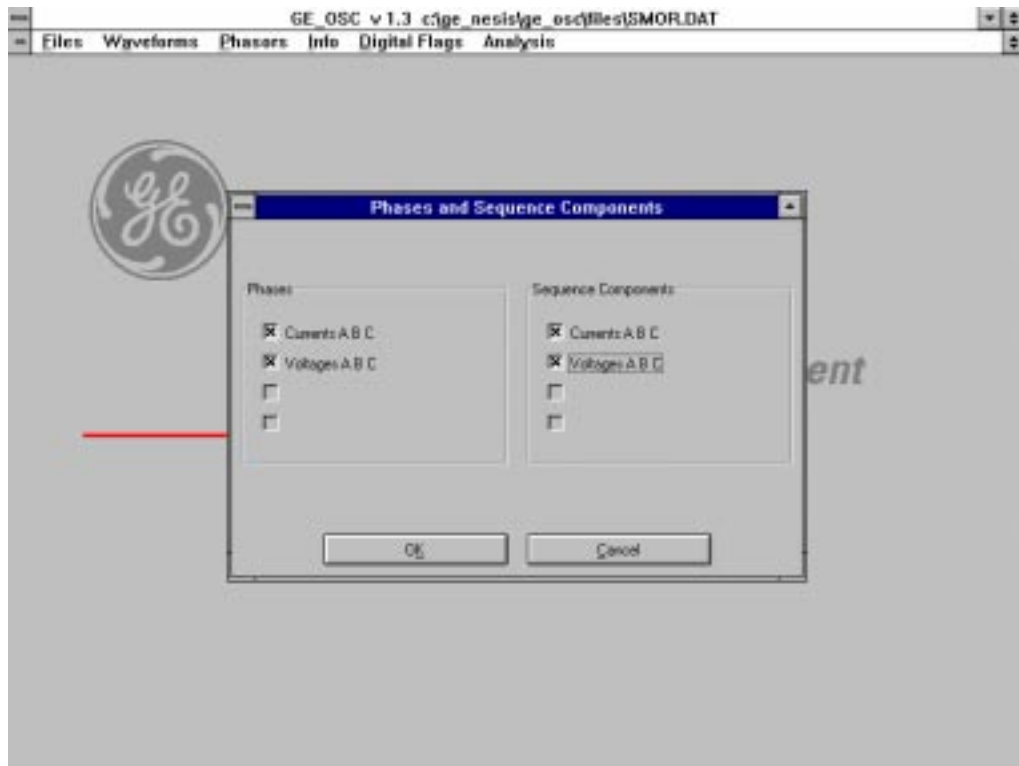 GE_OSC v 1.3 c:\ge_nesis\ge_osc\files\SMOR.DAT
Files Waveforms Phasors Info Digital Flags Analysis
GE
Phases and Sequence Components
Phases
Sequence Components
Currents A B C
Currents A B C
Voltages A B C
Voltages A B C
ent
OK
Cancel